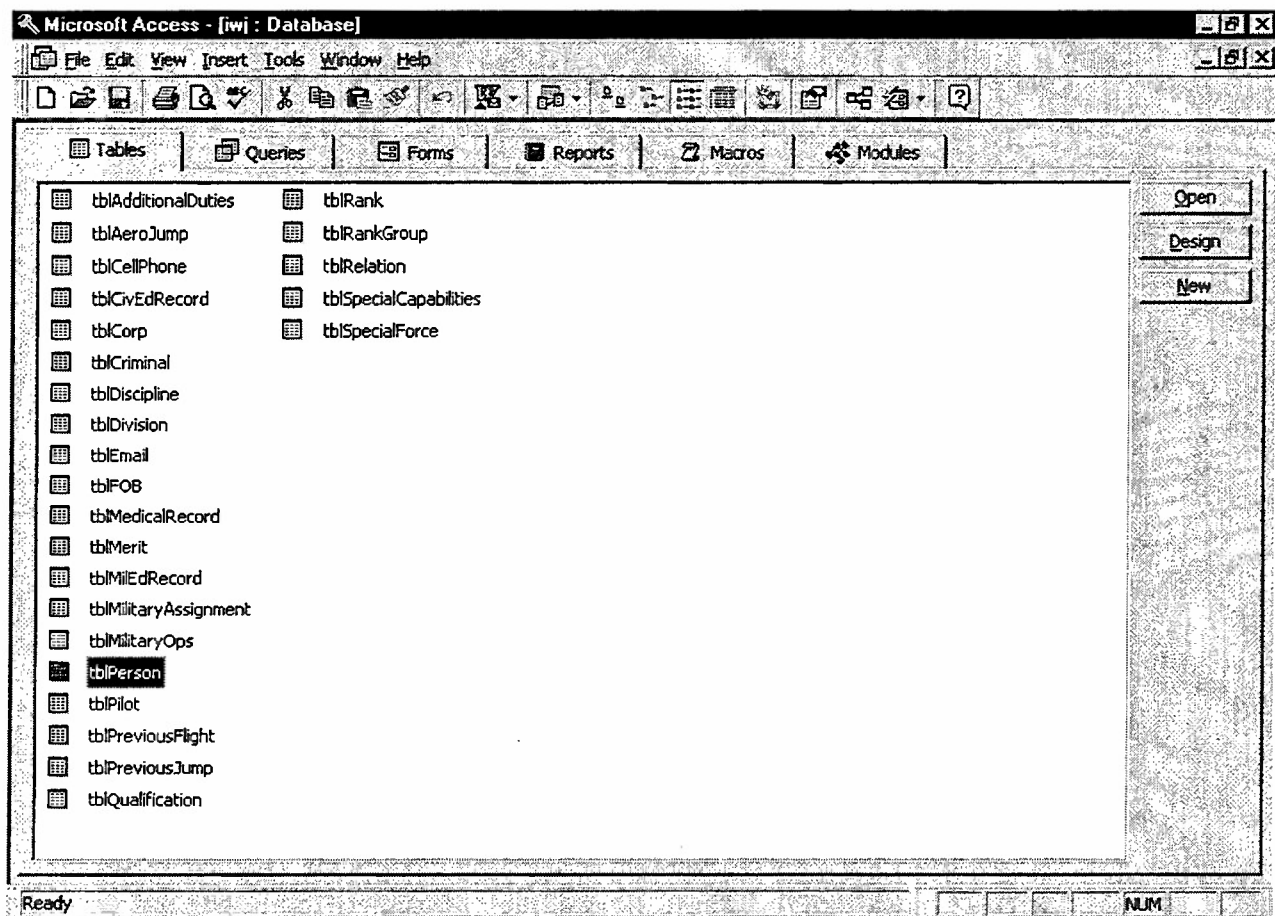 Microsoft Access - [iwj : Database]
File Edit View Insert Tools Window Help
Tables Queries Forms Reports Macros Modules
tblAdditionalDuties tblRank Open
tblAeroJump tblRankGroup Design
tblCellPhone tblRelation New
tblCivEdRecord tblSpecialCapabilities
tblCorp tblSpecialForce
tblCriminal
tblDiscipline
tblDivision
tblEmail
tblFOB
tblMedicalRecord
tblMerit
tblMilEdRecord
tblMilitaryAssignment
tblMilitaryOps
tblPerson
tblPilot
tblPreviousFlight
tblPreviousJump
tblQualification
Ready NUM